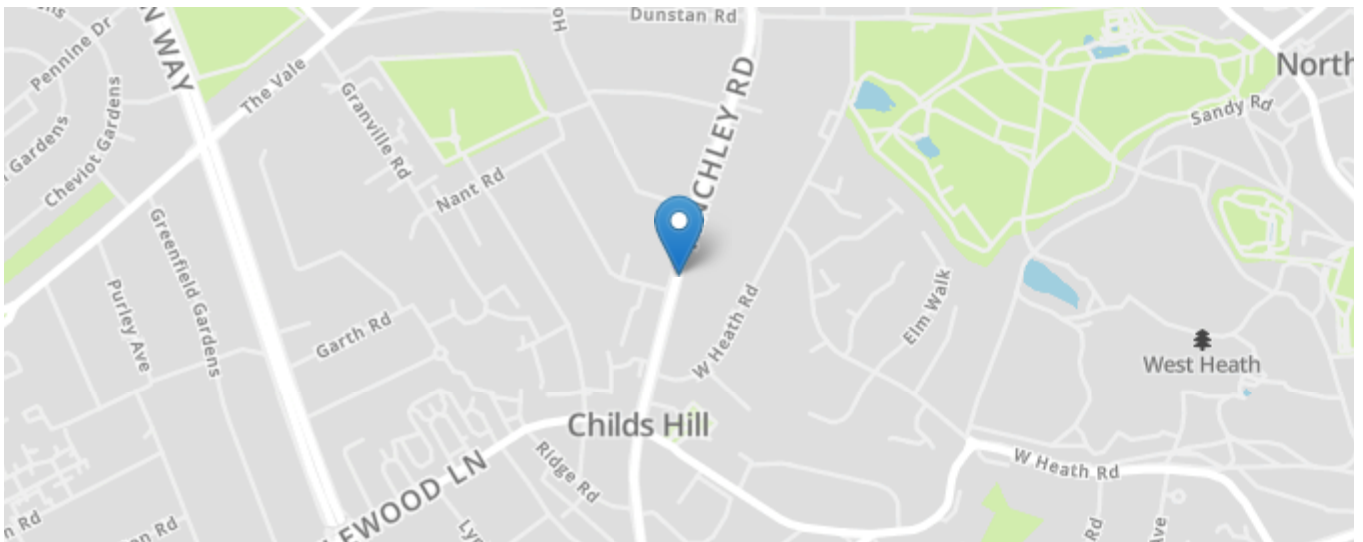 Dunstan Rd
N WAY
Pennine Dr
The Vale
North
Sandy Rd
Granville Rd
NCHLEY RD
Gardens
Cheviot Gardens
Nant Rd
Greenfield Gardens
Purley Ave
Garth Rd
W Heath Rd
Elm Walk
West Heath
Childs Hill
EWOOD LN
Ridge Rd
W Heath Rd
n Rd
on Rd
Rd
Ave